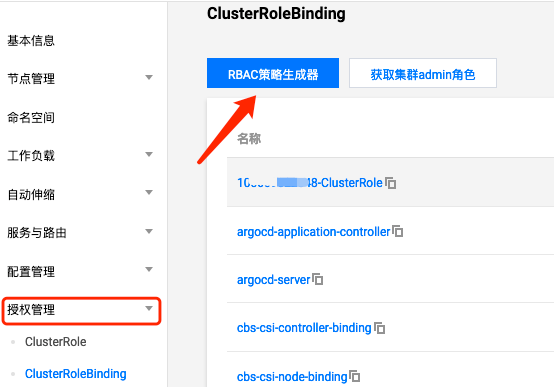 ClusterRoleBinding
基本信息
节点管理
命名空间
工作负载
自动伸缩
服务与路由
配置管理
授权管理
ClusterRole
ClusterRoleBinding
RBAC策略生成器
获取集群admin角色
名称
48-ClusterRole
argocd-application-controller
argocd-server
cbs-csi-controller-binding
cbs-csi-node-binding